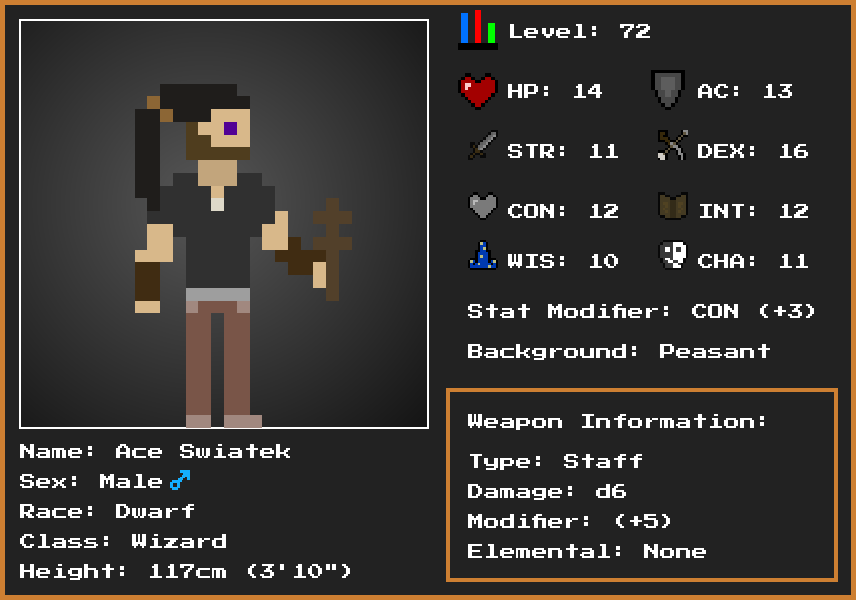 Level: 72
HP: 14
AC: 13
STR: 11
DEX: 16
CON: 12
INT: 12
WIS: 10
CHA: 11
Stat Modifier: CON (+3)
Background: Peasant
Weapon Information:
Type: Staff
Damage: d6
Modifier: (+5)
Elemental: None
Name: Ace Swiatek
Sex: Male ♂
Race: Dwarf
Class: Wizard
Height: 117cm (3'10")